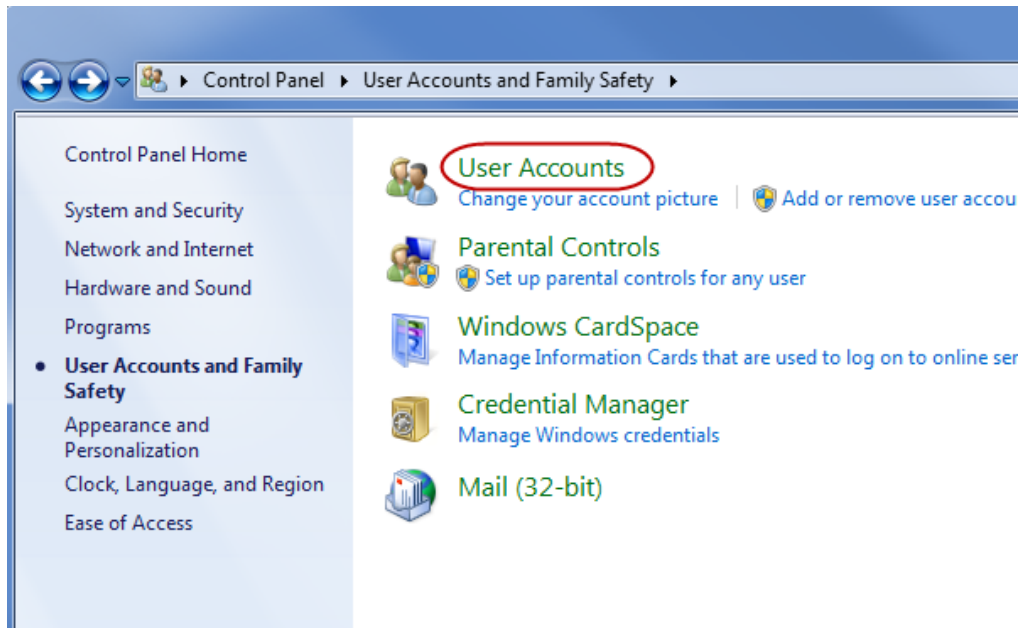 Control Panel ▸ User Accounts and Family Safety ▸
Control Panel Home
System and Security
Network and Internet
Hardware and Sound
Programs
User Accounts and Family
Safety
Appearance and
Personalization
Clock, Language, and Region
Ease of Access
User Accounts
Change your account picture
Add or remove user accou
Parental Controls
Set up parental controls for any user
Windows CardSpace
Manage Information Cards that are used to log on to online ser
Credential Manager
Manage Windows credentials
Mail (32-bit)